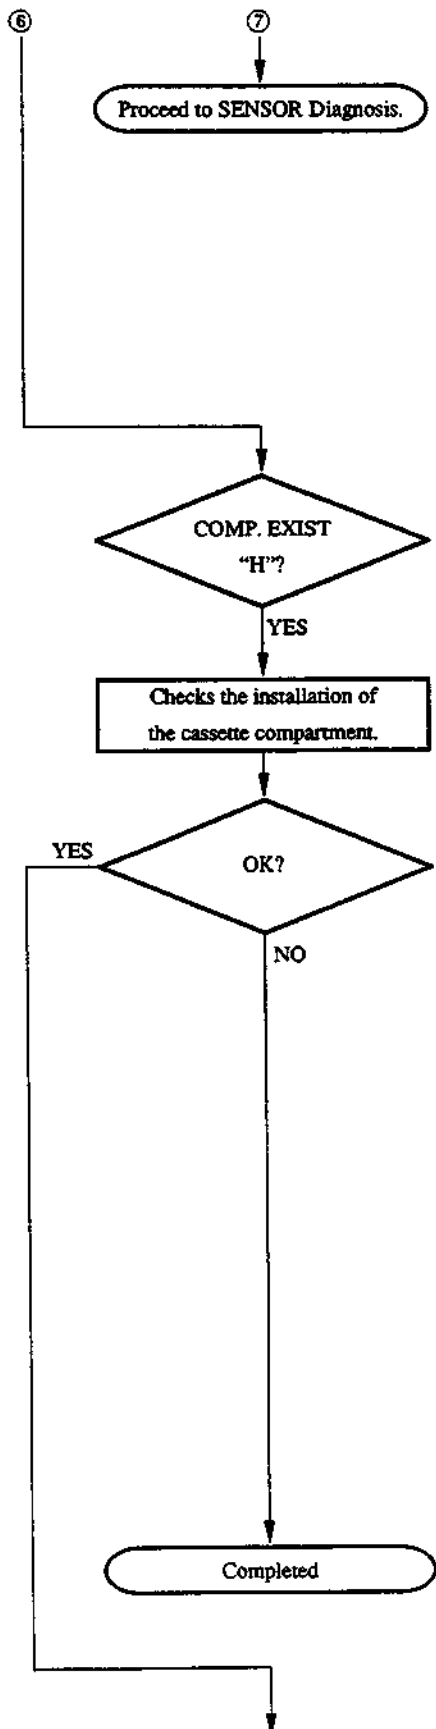 ⑥ ⑦
Proceed to SENSOR Diagnosis.
COMP. EXIST
“H”?
YES
Checks the installation of
the cassette compartment.
YES
OK?
NO
Completed